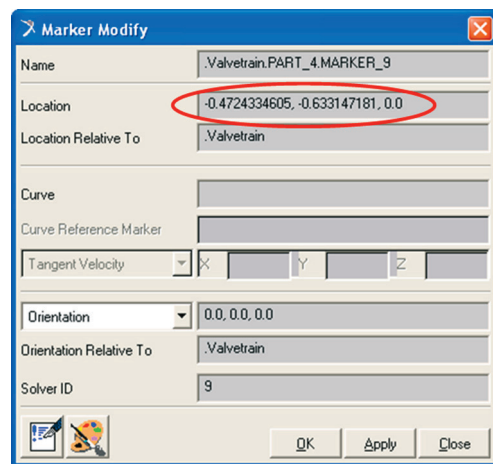 Marker Modify
Name .Valvetrain.PART_4.MARKER_9
Location -0.4724334605, -0.633147181, 0.0
Location Relative To .Valvetrain
Curve
Curve Reference Marker
Tangent Velocity X Y Z
Orientation 0.0, 0.0, 0.0
Orientation Relative To .Valvetrain
Solver ID 9
OK Apply Close